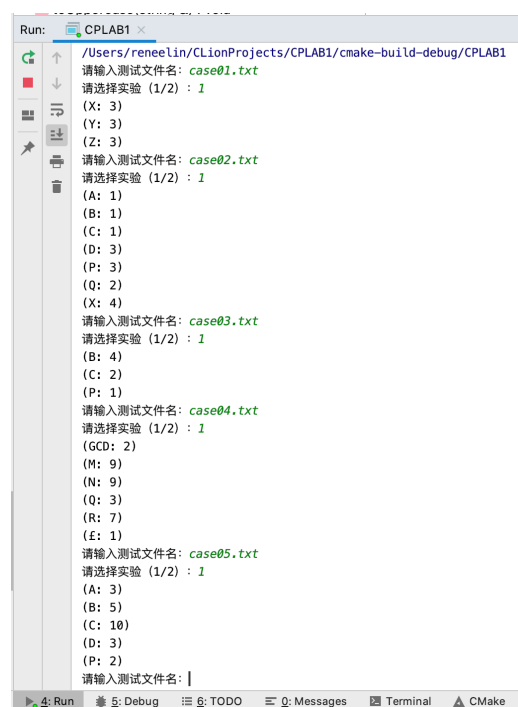 Run: CPLAB1 ×
/Users/reneelin/CLionProjects/CPLAB1/cmake-build-debug/CPLAB1
请输入测试文件名：case01.txt
请选择实验（1/2）：1
(X: 3)
(Y: 3)
(Z: 3)
请输入测试文件名：case02.txt
请选择实验（1/2）：1
(A: 1)
(B: 1)
(C: 1)
(D: 3)
(P: 3)
(Q: 2)
(X: 4)
请输入测试文件名：case03.txt
请选择实验（1/2）：1
(B: 4)
(C: 2)
(P: 1)
请输入测试文件名：case04.txt
请选择实验（1/2）：1
(GCD: 2)
(M: 9)
(N: 9)
(Q: 3)
(R: 7)
(£: 1)
请输入测试文件名：case05.txt
请选择实验（1/2）：1
(A: 3)
(B: 5)
(C: 10)
(D: 3)
(P: 2)
请输入测试文件名：
4: Run 5: Debug 6: TODO 0: Messages Terminal CMake